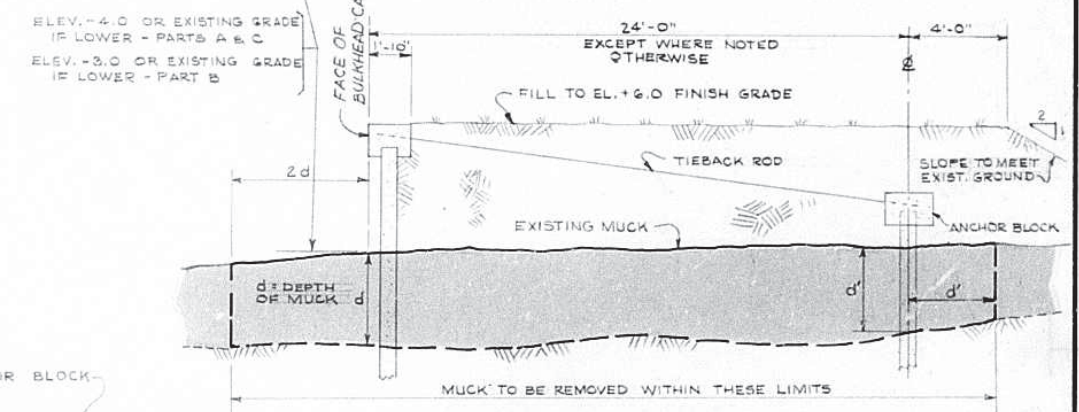 ELEV. -4.0 OR EXISTING GRADE
IF LOWER - PARTS A & C
ELEV. -3.0 OR EXISTING GRADE
IF LOWER - PART B
FACE OF
BULKHEAD CA
1'-10"
24'-0"
EXCEPT WHERE NOTED
OTHERWISE
4'-0"
FILL TO EL. +6.0 FINISH GRADE
2
1
TIEBACK ROD
SLOPE TO MEET
EXIST. GROUND
2d
EXISTING MUCK
ANCHOR BLOCK
d = DEPTH
OF MUCK
d
d'
d'
MUCK TO BE REMOVED WITHIN THESE LIMITS
OR BLOCK